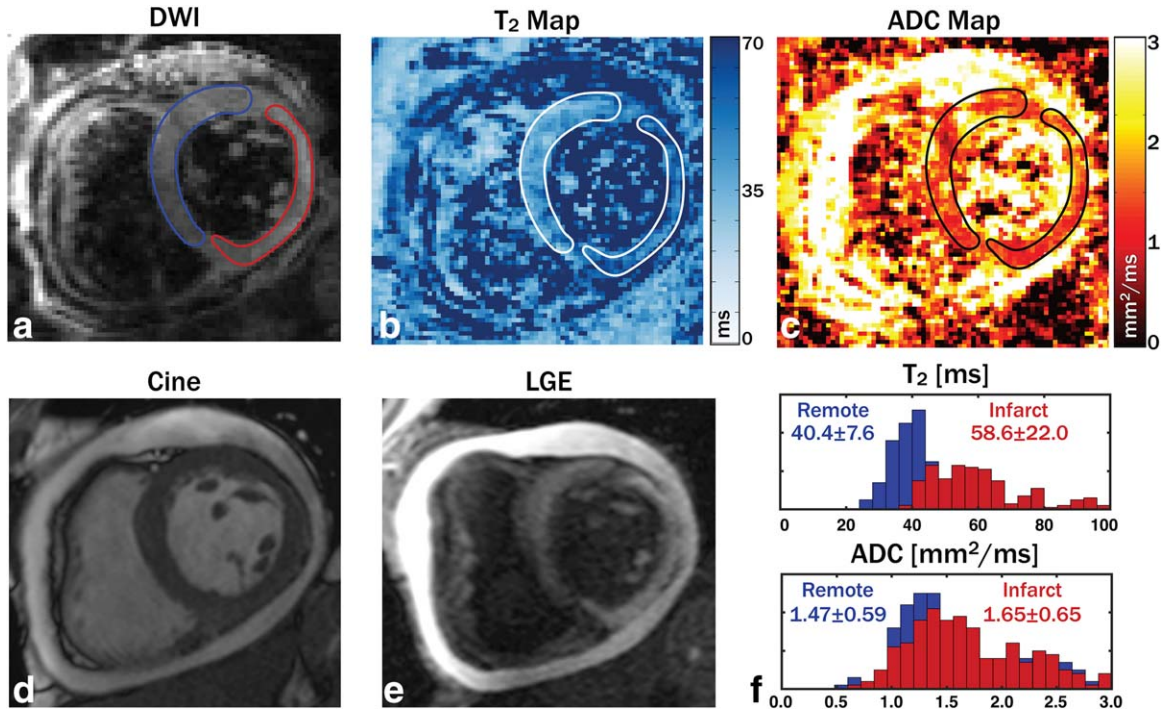 DWI
T₂ Map
ADC Map
a
b
70
35
0
ms
c
3
2
1
0
mm²/ms
Cine
LGE
d
e
T₂ [ms]
Remote
40.4±7.6
Infarct
58.6±22.0
0 20 40 60 80 100
ADC [mm²/ms]
Remote
1.47±0.59
Infarct
1.65±0.65
f
0.0 0.5 1.0 1.5 2.0 2.5 3.0